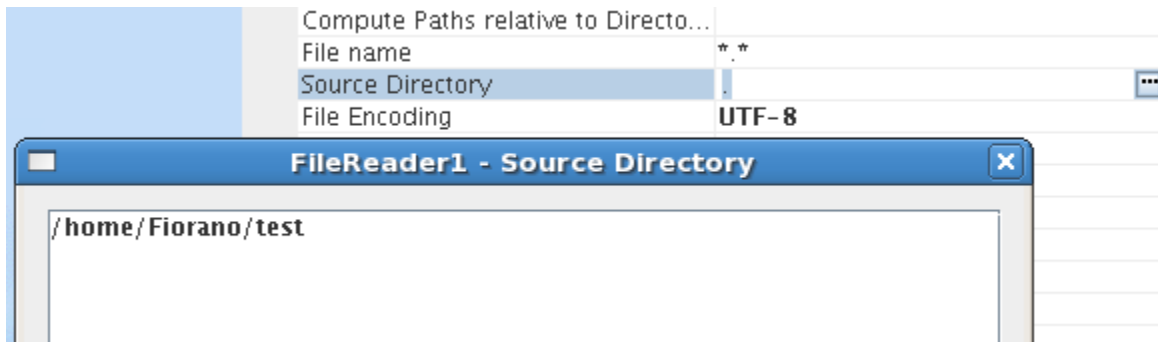 Compute Paths relative to Directo...
File name *.*
Source Directory .
File Encoding UTF-8
FileReader1 - Source Directory
/home/Fiorano/test